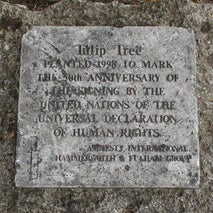 Tulip Tree
PLANTED 1998 TO MARK
THE 50th ANNIVERSARY OF
THE SIGNING BY THE
UNITED NATIONS OF THE
UNIVERSAL DECLARATION
OF HUMAN RIGHTS
AMNESTY INTERNATIONAL
HAMMERSMITH & FULHAM GROUP